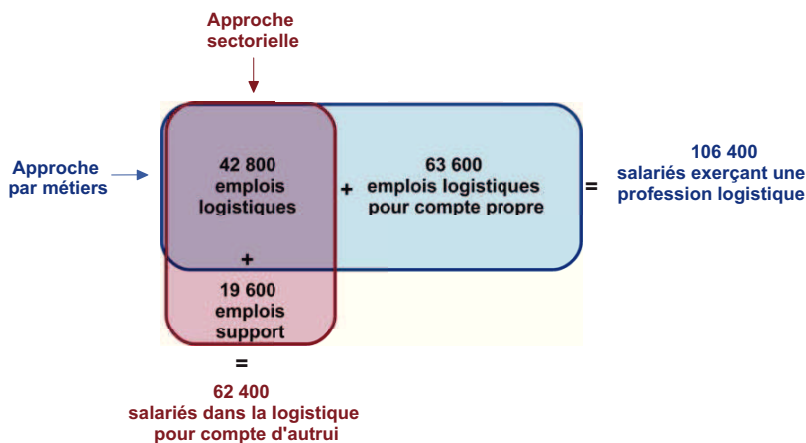 Approche
sectorielle
Approche
par métiers
42 800
emplois
logistiques
+
63 600
emplois logistiques
pour compte propre
=
106 400
salariés exerçant une
profession logistique
+
19 600
emplois
support
=
62 400
salariés dans la logistique
pour compte d'autrui